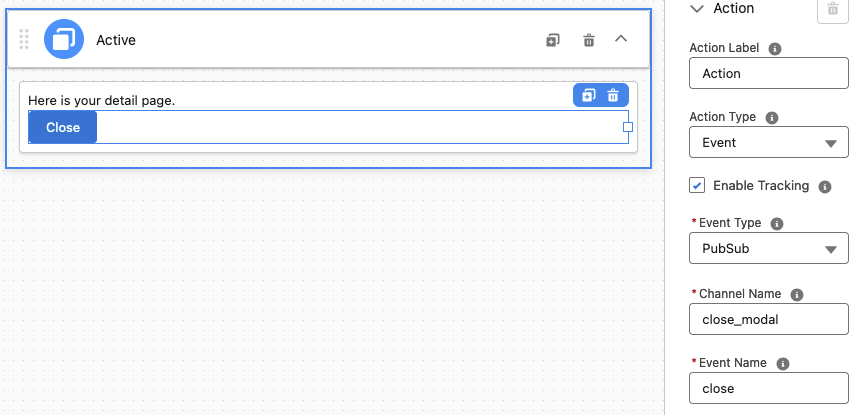 Active
Here is your detail page.
Close
Action
Action Label
Action
Action Type
Event
Enable Tracking
* Event Type
PubSub
* Channel Name
close_modal
* Event Name
close